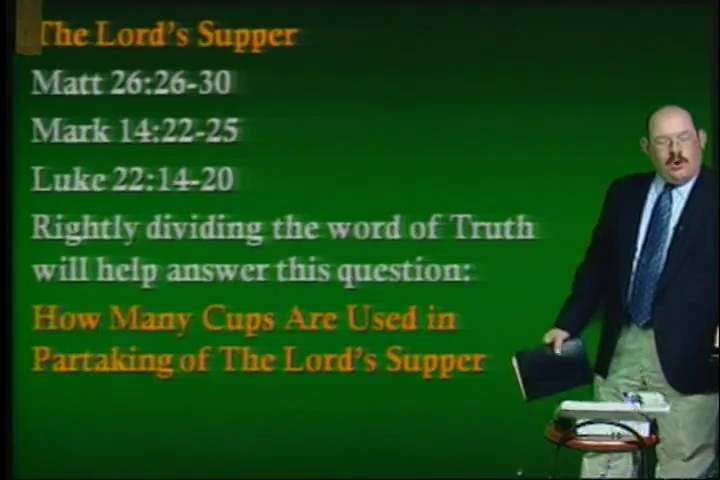 The Lord's Supper
Matt 26:26-30
Mark 14:22-25
Luke 22:14-20
Rightly dividing the word of Truth
will help answer this question:
How Many Cups Are Used in
Partaking of The Lord's Supper